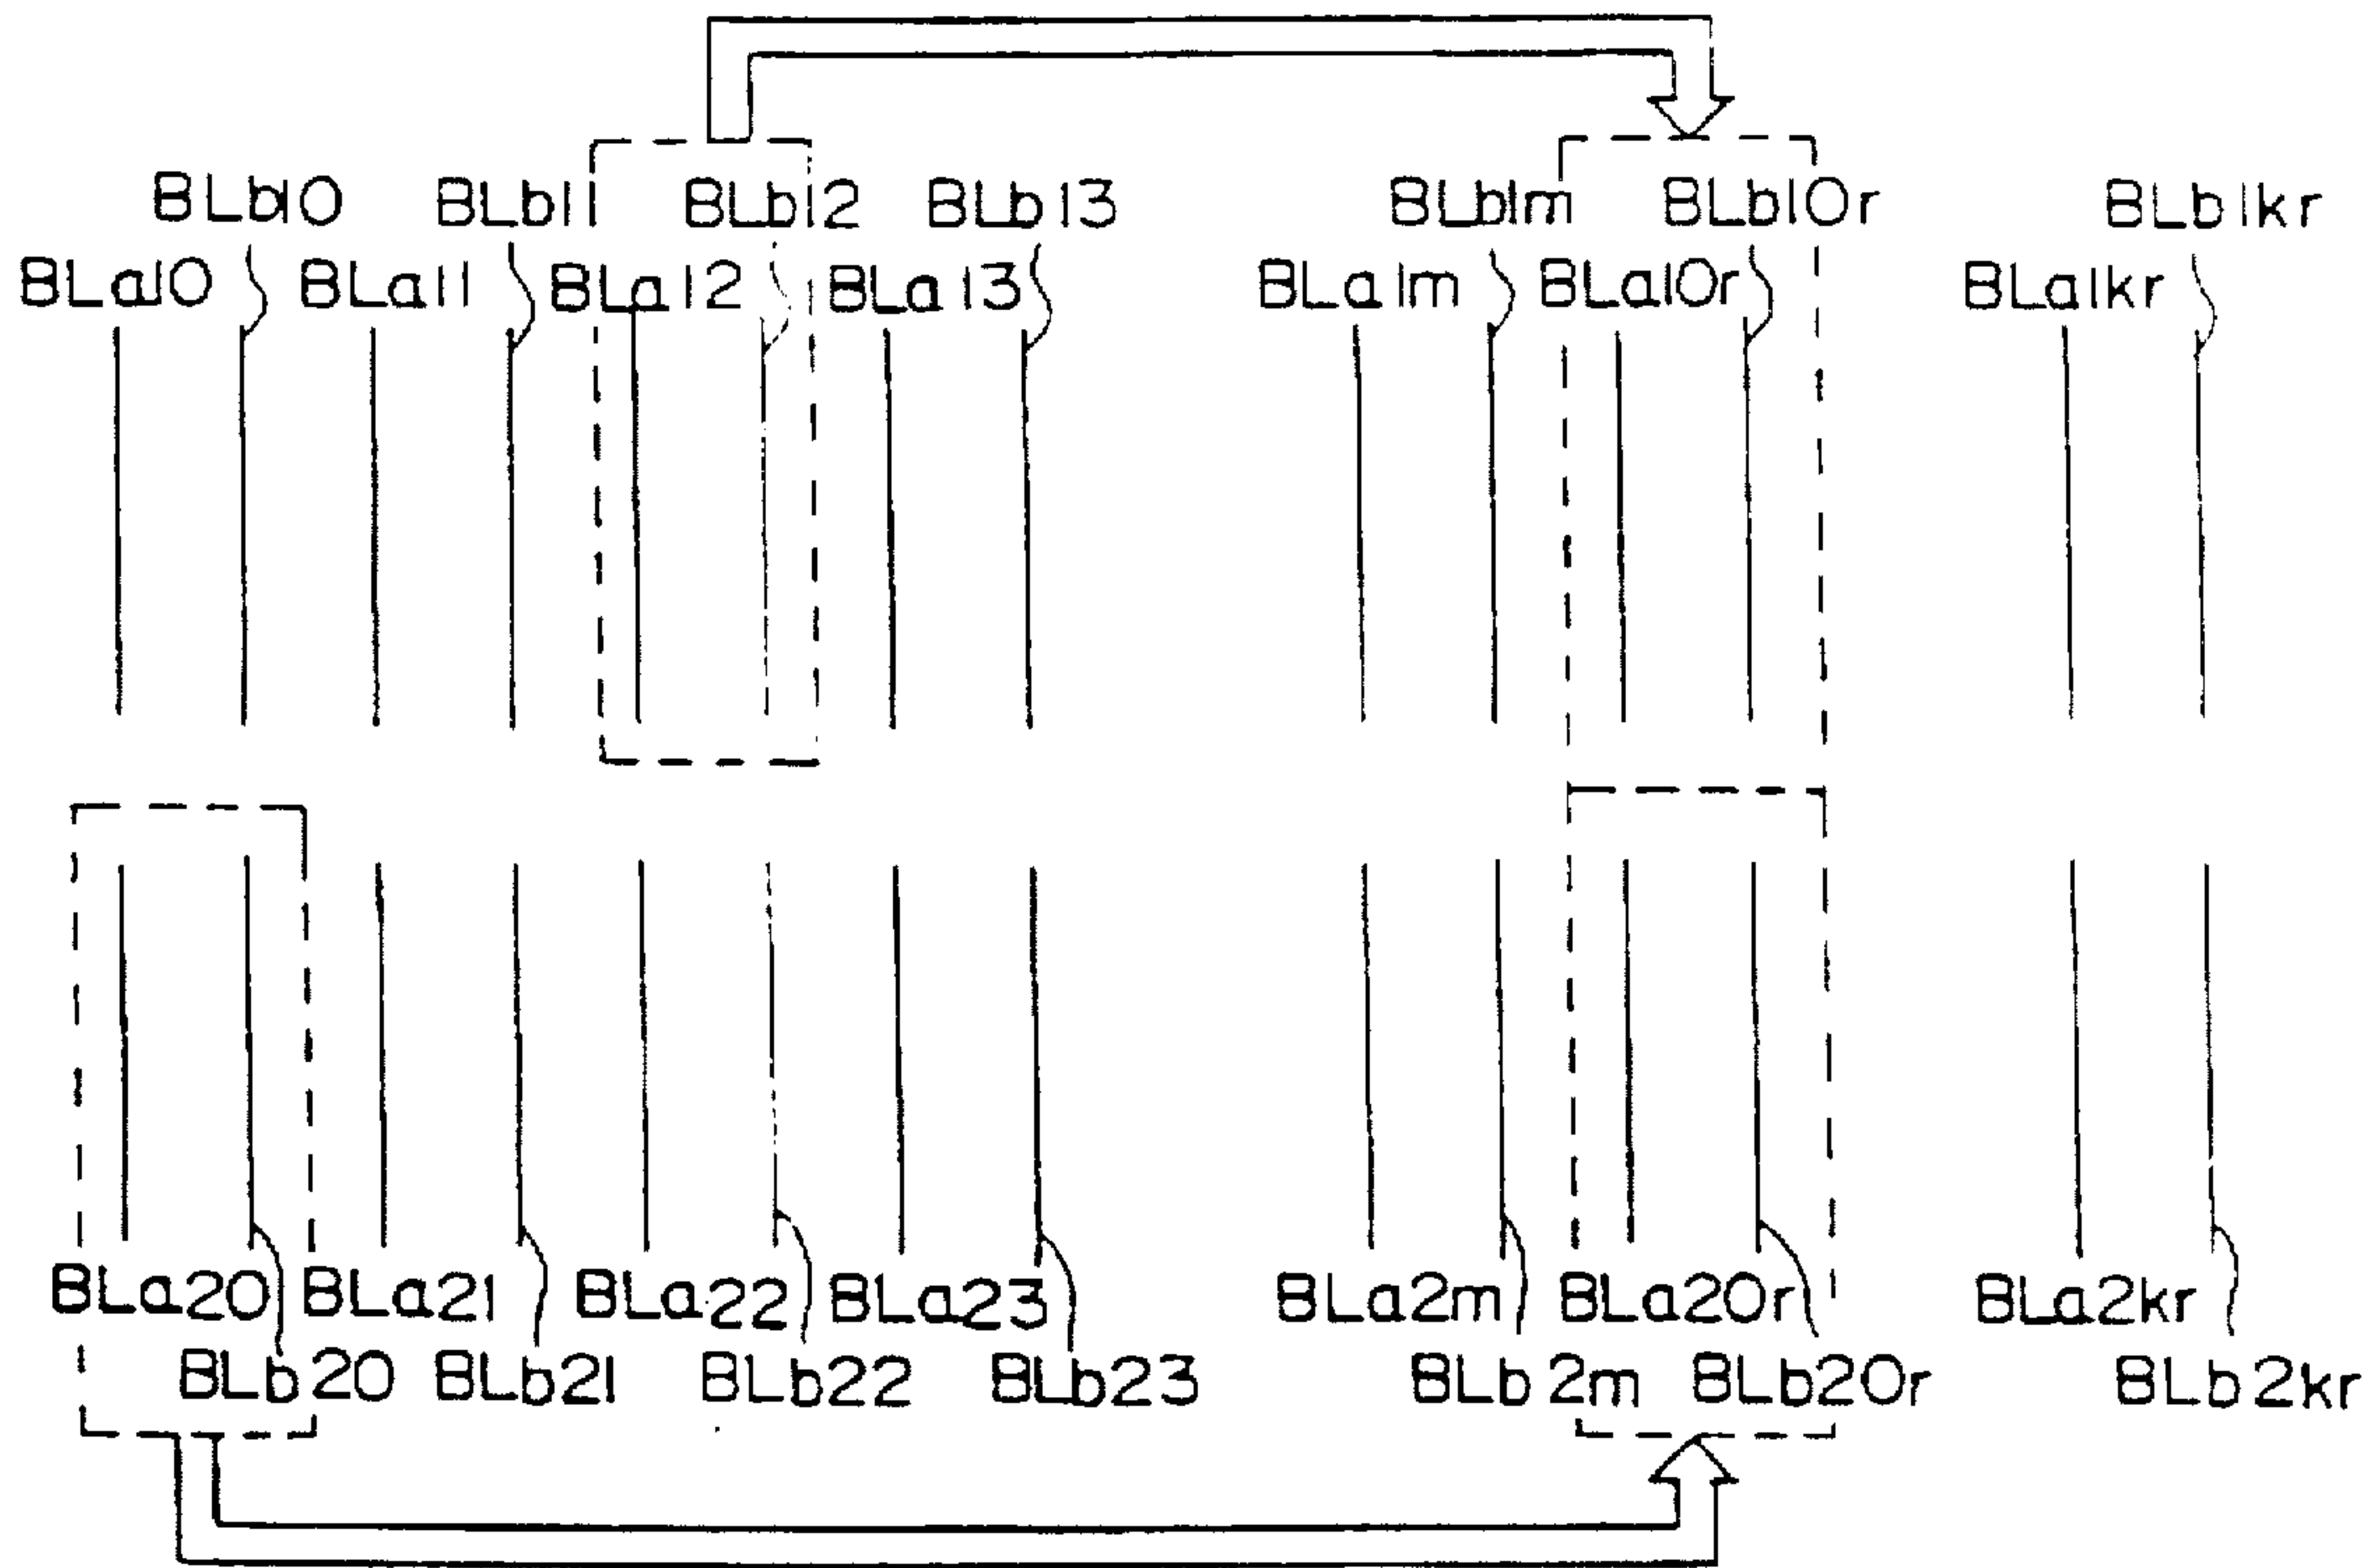 BLb10 BLb11 BLb12 BLb13 BLb1m BLb10r BLb1kr
BLa10 BLa11 BLa12 BLa13 BLa1m BLa10r BLa1kr
BLa20 BLa21 BLa22 BLa23 BLa2m BLa20r BLa2kr
BLb20 BLb21 BLb22 BLb23 BLb2m BLb20r BLb2kr